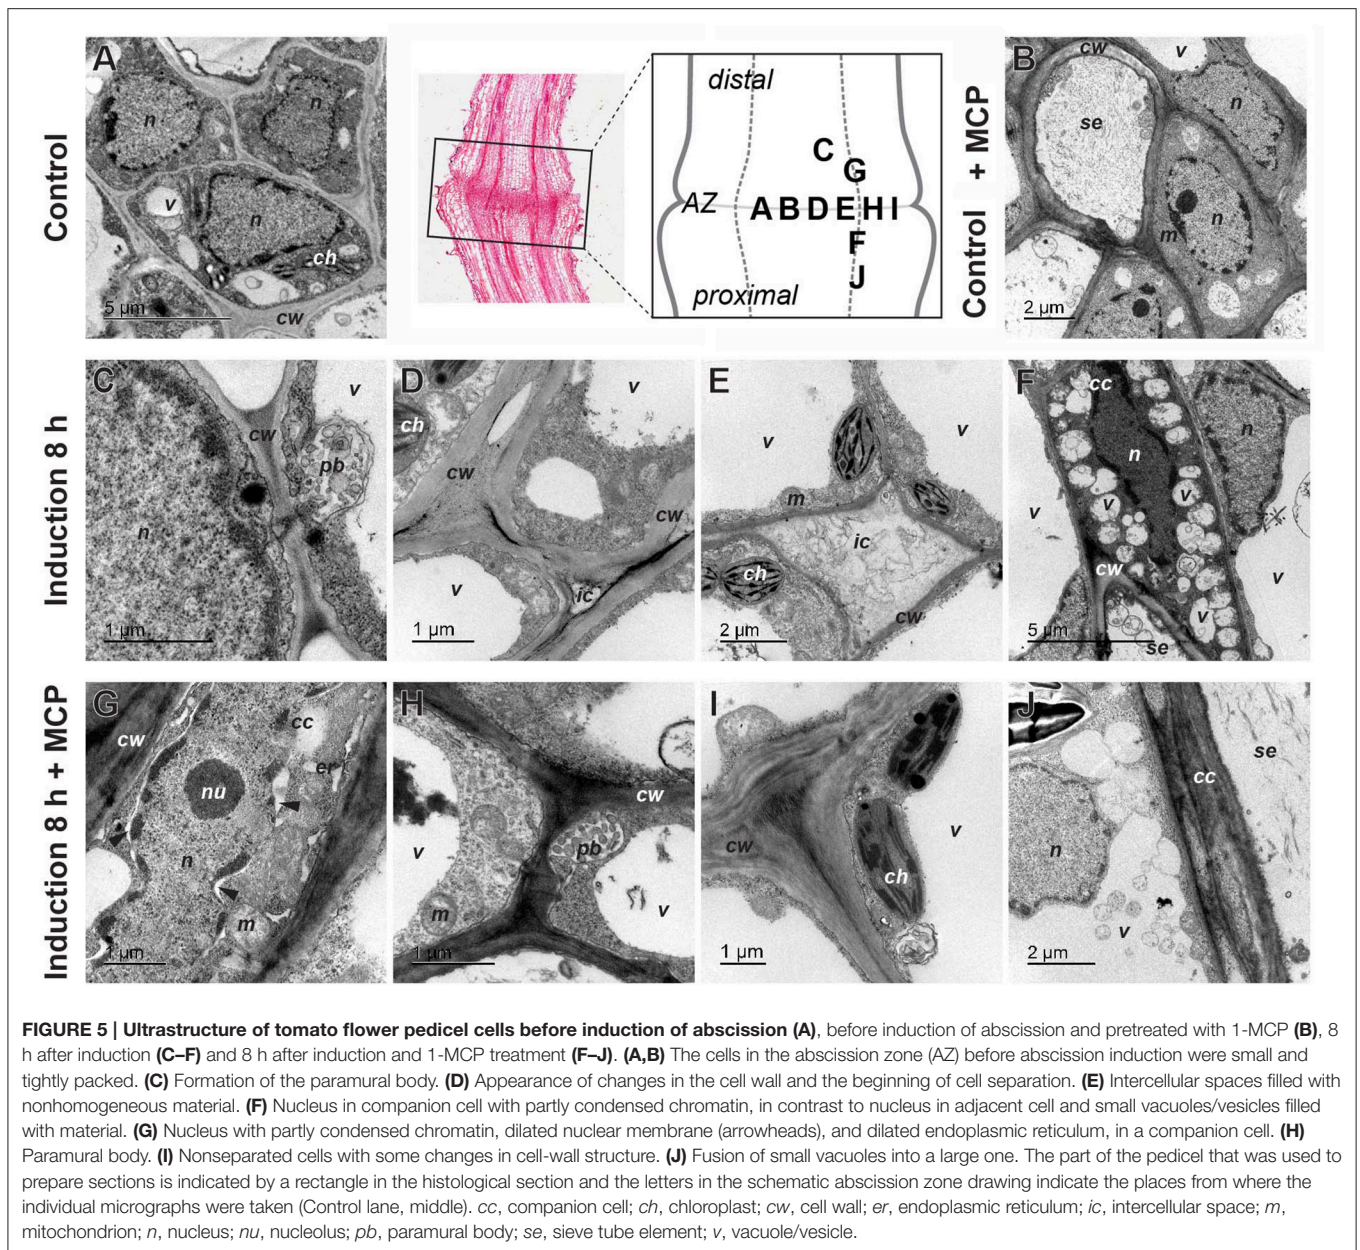 Control
A
n
n
v
n
ch
5 µm
cw
distal
C
G
AZ
A B D E H I
F
J
proximal
Control + MCP
B
cw
v
n
se
n
m
2 µm
Induction 8 h
C
v
cw
pb
n
1 µm
D
v
ch
cw
cw
v
ic
1 µm
E
v
v
m
ic
ch
cw
2 µm
F
cc
n
n
v
v
v
cw
v
v
5 µm
se
Induction 8 h + MCP
G
cc
cw
er
nu
n
m
1 µm
H
cw
v
pb
m
v
1 µm
I
v
cw
ch
1 µm
J
se
cc
n
v
2 µm
FIGURE 5 | Ultrastructure of tomato flower pedicel cells before induction of abscission (A), before induction of abscission and pretreated with 1-MCP (B), 8
h after induction (C–F) and 8 h after induction and 1-MCP treatment (F–J). (A,B) The cells in the abscission zone (AZ) before abscission induction were small and
tightly packed. (C) Formation of the paramural body. (D) Appearance of changes in the cell wall and the beginning of cell separation. (E) Intercellular spaces filled with
nonhomogeneous material. (F) Nucleus in companion cell with partly condensed chromatin, in contrast to nucleus in adjacent cell and small vacuoles/vesicles filled
with material. (G) Nucleus with partly condensed chromatin, dilated nuclear membrane (arrowheads), and dilated endoplasmic reticulum, in a companion cell. (H)
Paramural body. (I) Nonseparated cells with some changes in cell-wall structure. (J) Fusion of small vacuoles into a large one. The part of the pedicel that was used to
prepare sections is indicated by a rectangle in the histological section and the letters in the schematic abscission zone drawing indicate the places from where the
individual micrographs were taken (Control lane, middle). cc, companion cell; ch, chloroplast; cw, cell wall; er, endoplasmic reticulum; ic, intercellular space; m,
mitochondrion; n, nucleus; nu, nucleolus; pb, paramural body; se, sieve tube element; v, vacuole/vesicle.